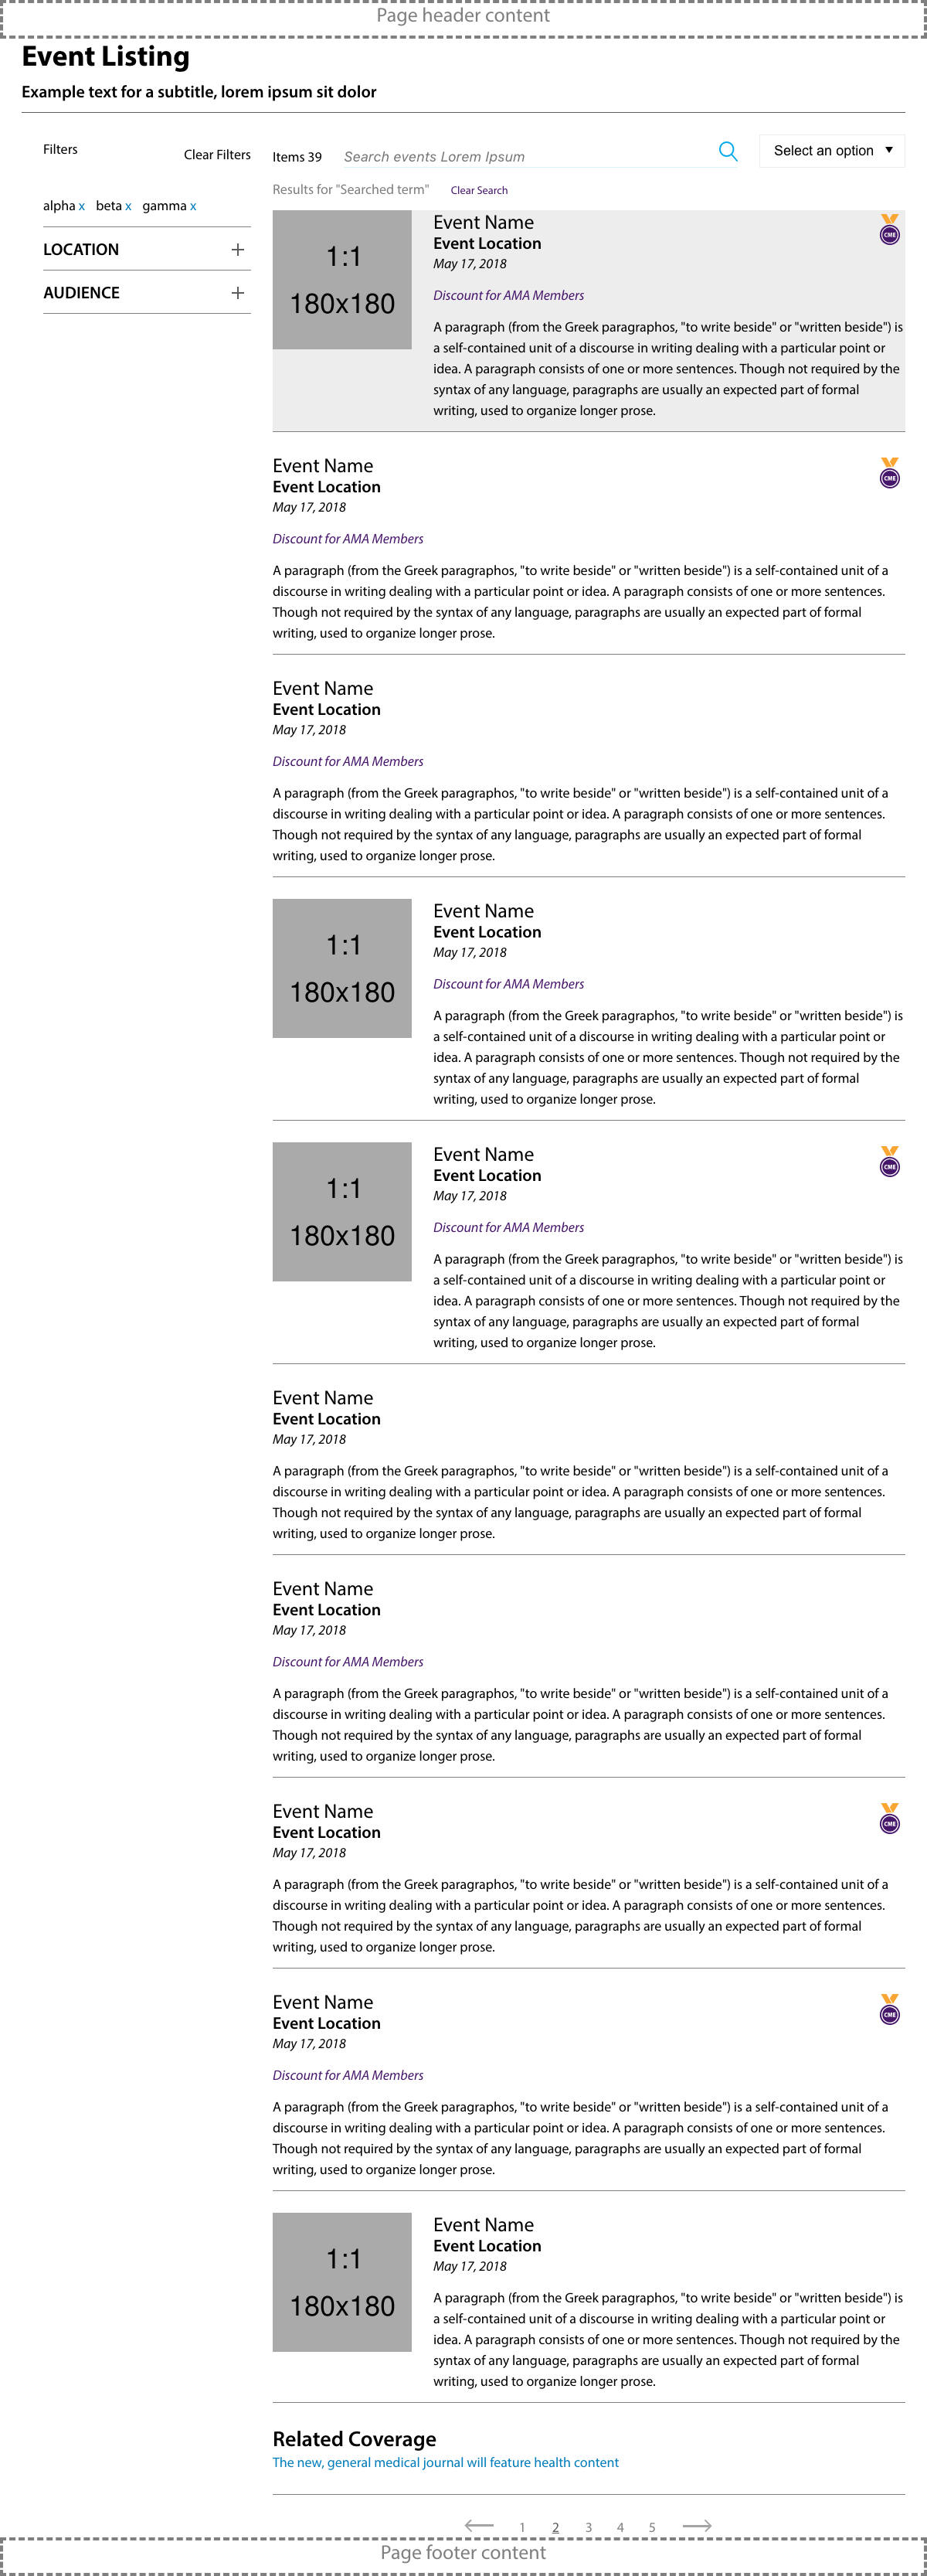 Page header content
Event Listing
Example text for a subtitle, lorem ipsum sit dolor
Filters
Clear Filters
alpha x beta x gamma x
LOCATION +
AUDIENCE +
Items 39 Search events Lorem Ipsum Select an option ▼
Results for "Searched term" Clear Search
1:1
180x180
Event Name
CME
Event Location
May 17, 2018
Discount for AMA Members
A paragraph (from the Greek paragraphos, "to write beside" or "written beside") is
a self-contained unit of a discourse in writing dealing with a particular point or
idea. A paragraph consists of one or more sentences. Though not required by the
syntax of any language, paragraphs are usually an expected part of formal
writing, used to organize longer prose.
Event Name
CME
Event Location
May 17, 2018
Discount for AMA Members
A paragraph (from the Greek paragraphos, "to write beside" or "written beside") is a self-contained unit of a
discourse in writing dealing with a particular point or idea. A paragraph consists of one or more sentences.
Though not required by the syntax of any language, paragraphs are usually an expected part of formal
writing, used to organize longer prose.
Event Name
Event Location
May 17, 2018
Discount for AMA Members
A paragraph (from the Greek paragraphos, "to write beside" or "written beside") is a self-contained unit of a
discourse in writing dealing with a particular point or idea. A paragraph consists of one or more sentences.
Though not required by the syntax of any language, paragraphs are usually an expected part of formal
writing, used to organize longer prose.
1:1
180x180
Event Name
Event Location
May 17, 2018
Discount for AMA Members
A paragraph (from the Greek paragraphos, "to write beside" or "written beside") is
a self-contained unit of a discourse in writing dealing with a particular point or
idea. A paragraph consists of one or more sentences. Though not required by the
syntax of any language, paragraphs are usually an expected part of formal
writing, used to organize longer prose.
1:1
180x180
Event Name
CME
Event Location
May 17, 2018
Discount for AMA Members
A paragraph (from the Greek paragraphos, "to write beside" or "written beside") is
a self-contained unit of a discourse in writing dealing with a particular point or
idea. A paragraph consists of one or more sentences. Though not required by the
syntax of any language, paragraphs are usually an expected part of formal
writing, used to organize longer prose.
Event Name
Event Location
May 17, 2018
A paragraph (from the Greek paragraphos, "to write beside" or "written beside") is a self-contained unit of a
discourse in writing dealing with a particular point or idea. A paragraph consists of one or more sentences.
Though not required by the syntax of any language, paragraphs are usually an expected part of formal
writing, used to organize longer prose.
Event Name
Event Location
May 17, 2018
Discount for AMA Members
A paragraph (from the Greek paragraphos, "to write beside" or "written beside") is a self-contained unit of a
discourse in writing dealing with a particular point or idea. A paragraph consists of one or more sentences.
Though not required by the syntax of any language, paragraphs are usually an expected part of formal
writing, used to organize longer prose.
Event Name
CME
Event Location
May 17, 2018
A paragraph (from the Greek paragraphos, "to write beside" or "written beside") is a self-contained unit of a
discourse in writing dealing with a particular point or idea. A paragraph consists of one or more sentences.
Though not required by the syntax of any language, paragraphs are usually an expected part of formal
writing, used to organize longer prose.
Event Name
CME
Event Location
May 17, 2018
Discount for AMA Members
A paragraph (from the Greek paragraphos, "to write beside" or "written beside") is a self-contained unit of a
discourse in writing dealing with a particular point or idea. A paragraph consists of one or more sentences.
Though not required by the syntax of any language, paragraphs are usually an expected part of formal
writing, used to organize longer prose.
1:1
180x180
Event Name
Event Location
May 17, 2018
A paragraph (from the Greek paragraphos, "to write beside" or "written beside") is
a self-contained unit of a discourse in writing dealing with a particular point or
idea. A paragraph consists of one or more sentences. Though not required by the
syntax of any language, paragraphs are usually an expected part of formal
writing, used to organize longer prose.
Related Coverage
The new, general medical journal will feature health content
← 1 2 3 4 5 →
Page footer content